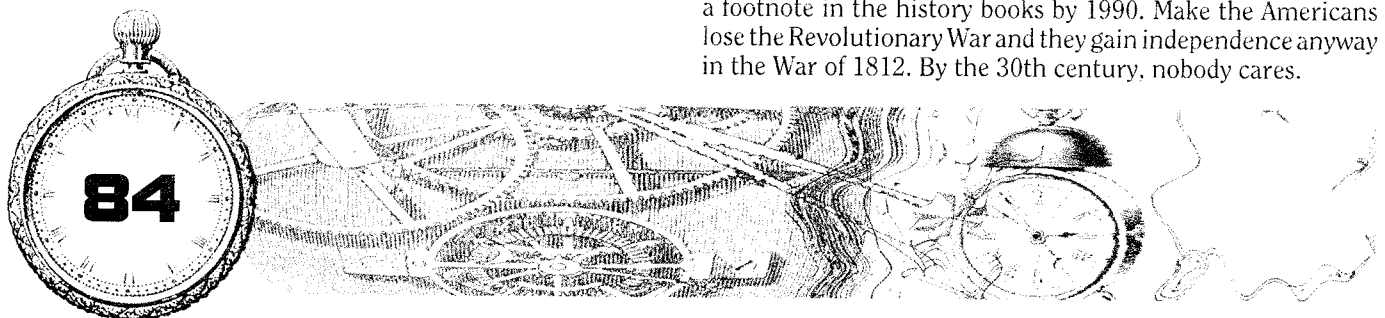 a footnote in the history books by 1990. Make the Americans
lose the Revolutionary War and they gain independence anyway
in the War of 1812. By the 30th century, nobody cares.
84